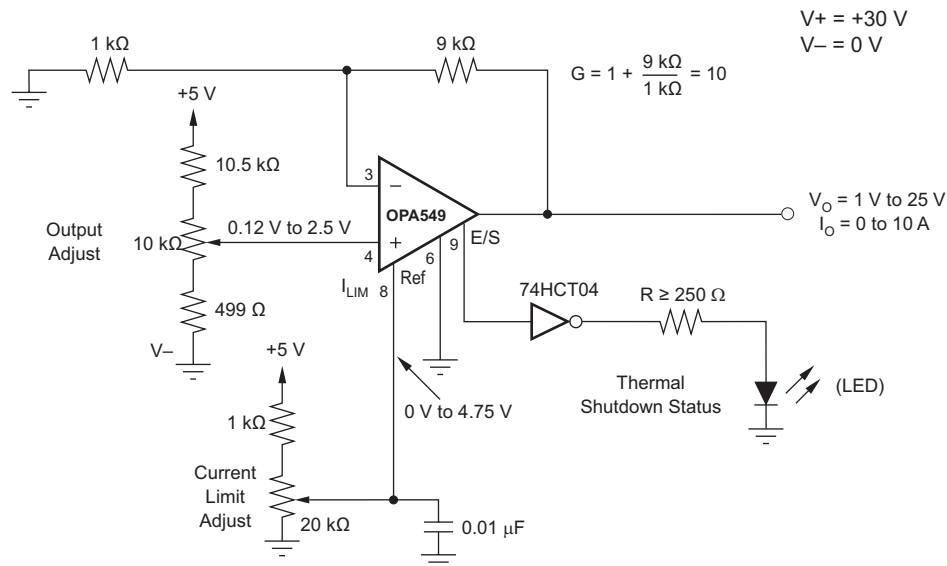 V+ = +30 V
V– = 0 V
1 kΩ
9 kΩ
G = 1 + 9 kΩ / 1 kΩ = 10
+5 V
10.5 kΩ
3
–
OPA549
VO = 1 V to 25 V
IO = 0 to 10 A
Output
Adjust
10 kΩ
0.12 V to 2.5 V
+
4
9
E/S
6
Ref
ILIM
8
74HCT04
R ≥ 250 Ω
499 Ω
V–
+5 V
0 V to 4.75 V
Thermal
Shutdown Status
(LED)
1 kΩ
Current
Limit
Adjust
20 kΩ
0.01 μF